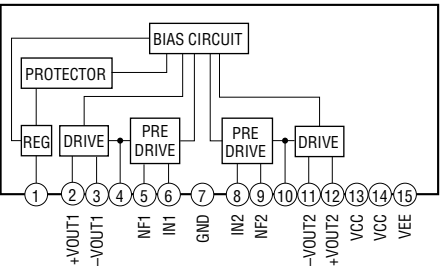 BIAS CIRCUIT
PROTECTOR
REG
DRIVE
PRE
DRIVE
PRE
DRIVE
DRIVE
1
2
3
4
5
6
7
8
9
10
11
12
13
14
15
+VOUT1
−VOUT1
NF1
IN1
GND
IN2
NF2
−VOUT2
+VOUT2
VCC
VCC
VEE